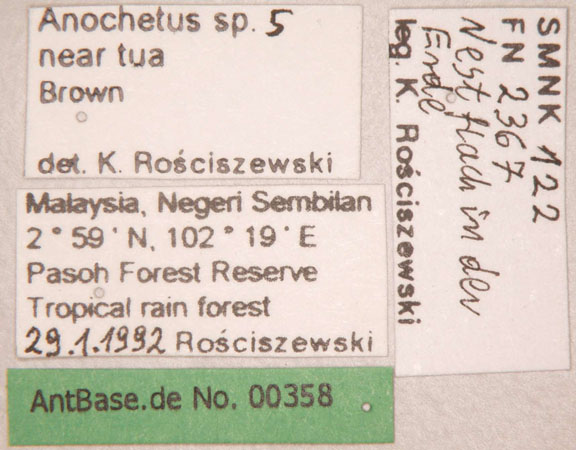 Anochetus sp. 5
near tua
Brown
det. K. Rościszewski
Malaysia, Negeri Sembilan
2°59'N, 102°19'E
Pasoh Forest Reserve
Tropical rain forest
29.1.1992 Rościszewski
AntBase.de No. 00358
SMNK 122
FN 2367
Nest flach in der
Erde
leg. K. Rościszewski